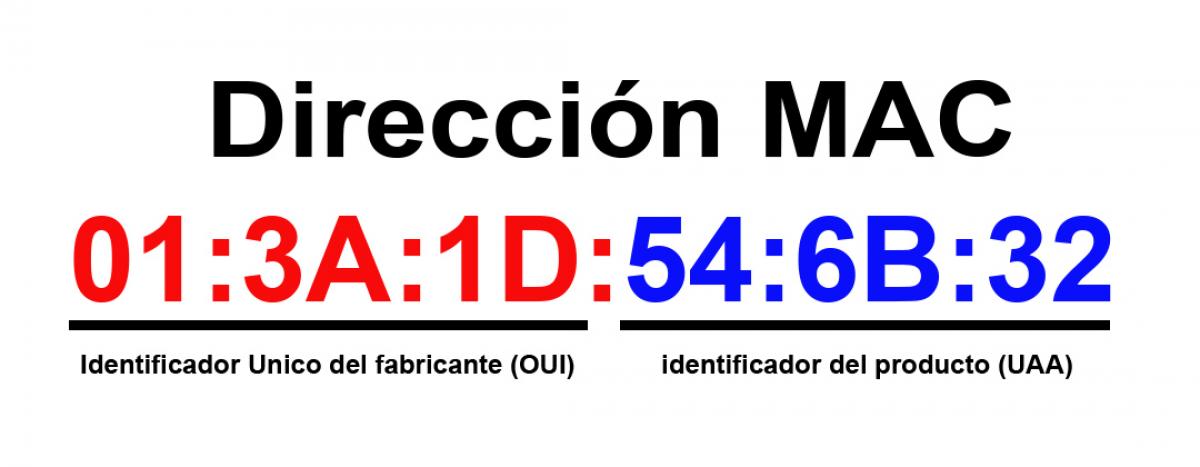 Dirección MAC
01:3A:1D:54:6B:32
Identificador Unico del fabricante (OUI) identificador del producto (UAA)